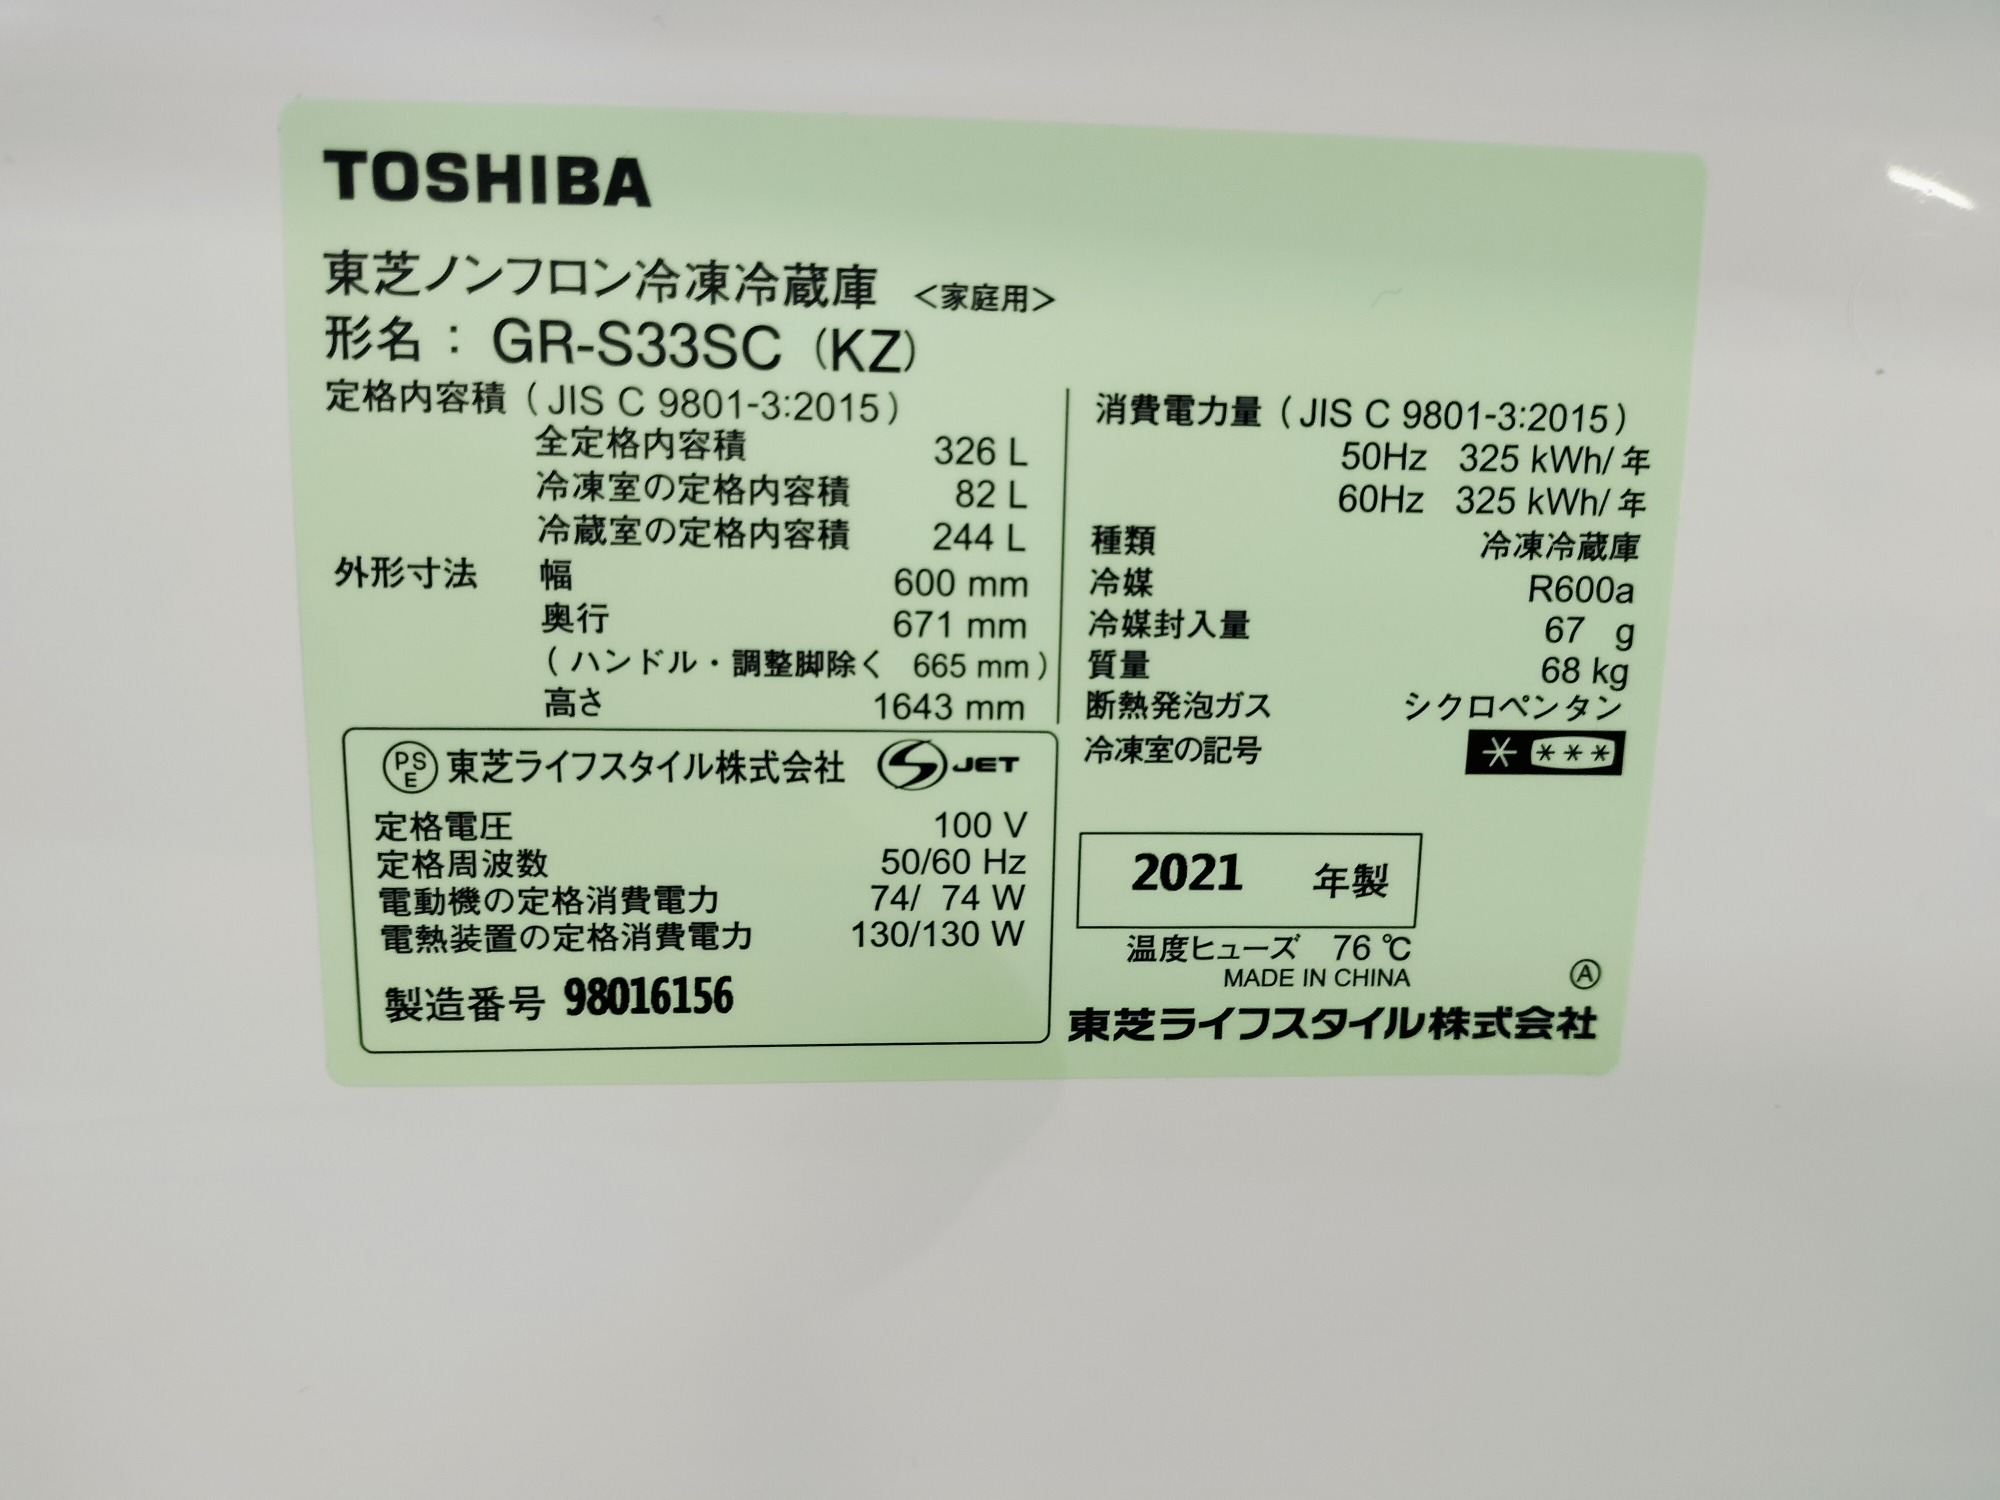 TOSHIBA
東芝ノンフロン冷凍冷蔵庫 <家庭用>
形名： GR-S33SC (KZ)
定格内容積 (JIS C 9801-3:2015)
全定格内容積 326 L
冷凍室の定格内容積 82 L
冷蔵室の定格内容積 244 L
外形寸法 幅 600 mm
奥行 671 mm
(ハンドル・調整脚除く 665 mm)
高さ 1643 mm
消費電力量 (JIS C 9801-3:2015)
50Hz 325 kWh/年
60Hz 325 kWh/年
種類 冷凍冷蔵庫
冷媒 R600a
冷媒封入量 67 g
質量 68 kg
断熱発泡ガス シクロペンタン
冷凍室の記号 * ***
PS E 東芝ライフスタイル株式会社 S JET
定格電圧 100 V
定格周波数 50/60 Hz
電動機の定格消費電力 74/ 74 W
電熱装置の定格消費電力 130/130 W
製造番号 98016156
2021 年製
温度ヒューズ 76 ℃
MADE IN CHINA
Ⓐ
東芝ライフスタイル株式会社